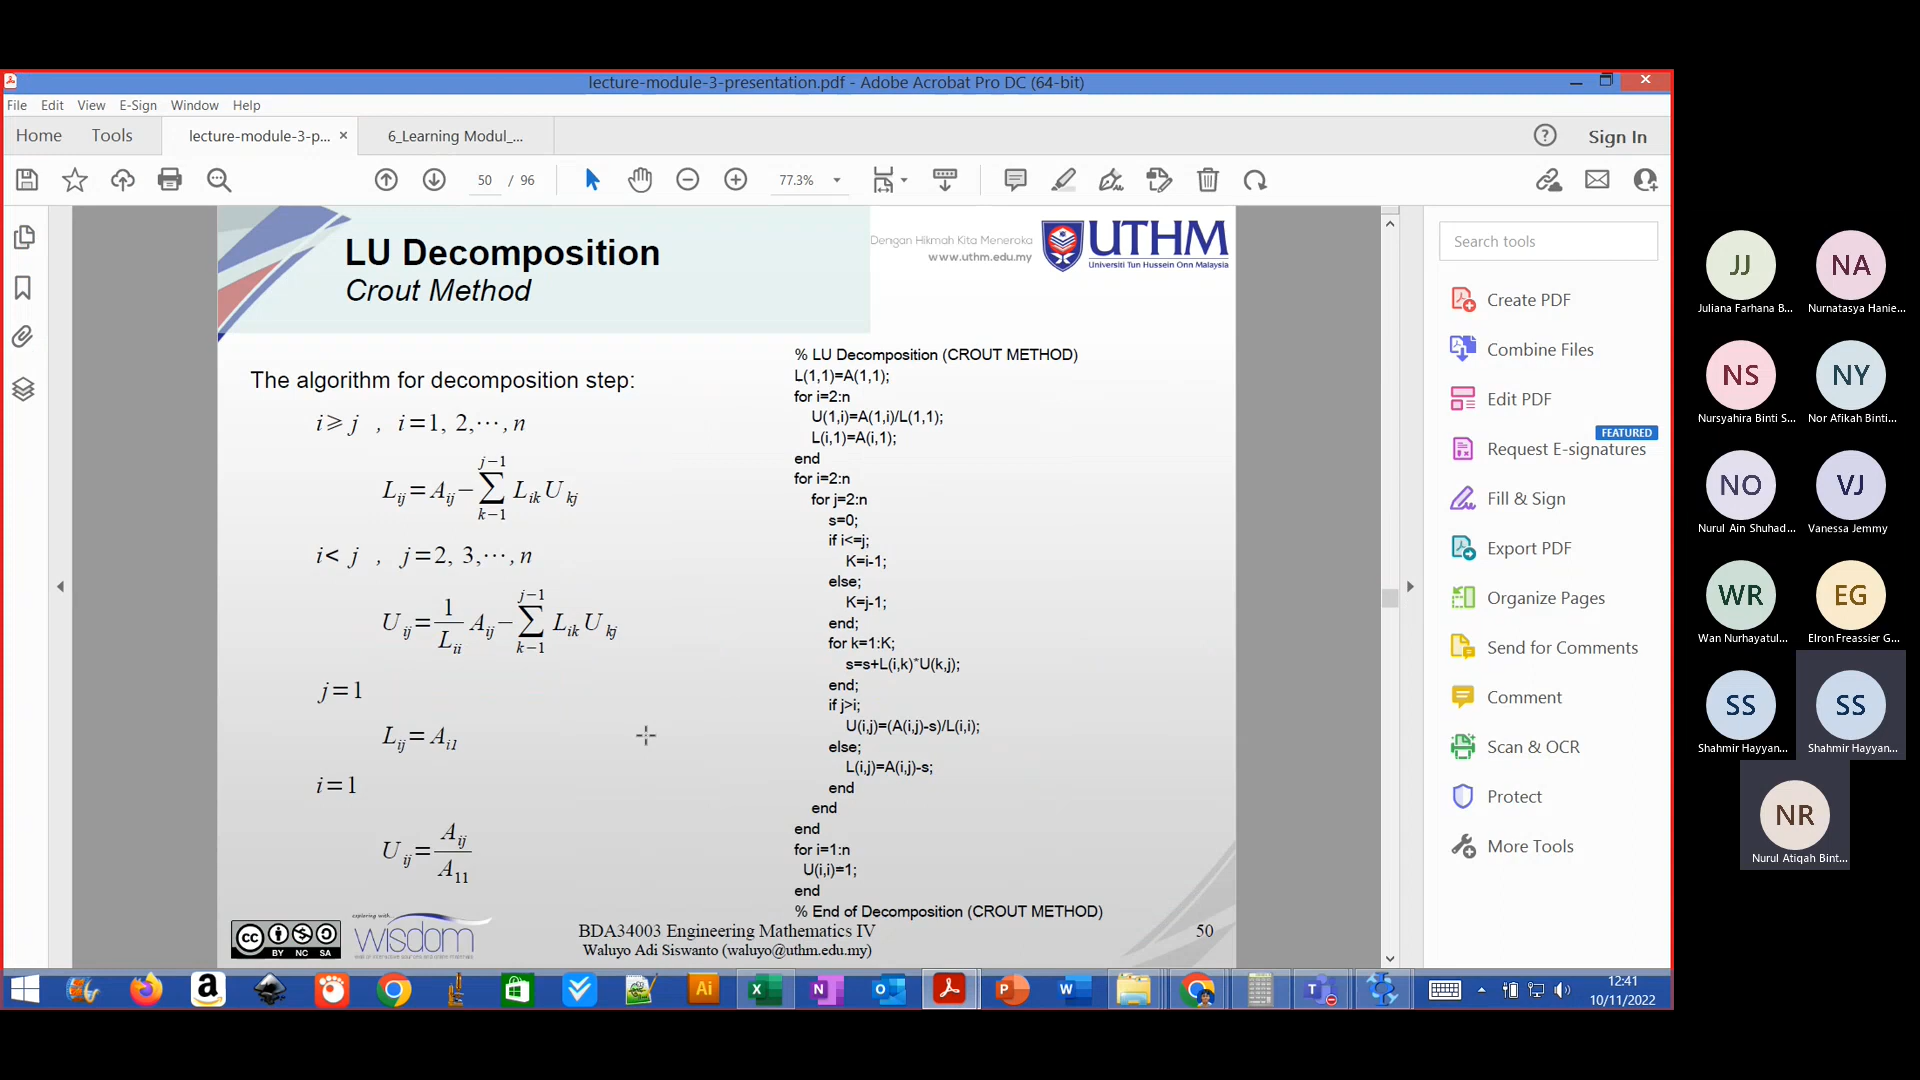 lecture-module-3-presentation.pdf - Adobe Acrobat Pro DC (64-bit)
File Edit View E-Sign Window Help
Home Tools lecture-module-3-p... × 6_Learning Modul_... Sign In
50 / 96 77.3%
LU Decomposition
Crout Method
Dengan Hikmah Kita Meneroka
www.uthm.edu.my
UTHM
Universiti Tun Hussein Onn Malaysia
The algorithm for decomposition step:
i⩾j , i=1, 2,⋯,n
L_ij = A_ij − ∑_{k−1}^{j−1} L_ik U_kj
i< j , j=2, 3,⋯,n
U_ij = 1/L_ii A_ij − ∑_{k−1}^{j−1} L_ik U_kj
j=1
L_ij = A_i1
i=1
U_ij = A_ij/A_11
% LU Decomposition (CROUT METHOD)
L(1,1)=A(1,1);
for i=2:n
U(1,i)=A(1,i)/L(1,1);
L(i,1)=A(i,1);
end
for i=2:n
for j=2:n
s=0;
if i<=j;
K=i-1;
else;
K=j-1;
end;
for k=1:K;
s=s+L(i,k)*U(k,j);
end;
if j>i;
U(i,j)=(A(i,j)-s)/L(i,i);
else;
L(i,j)=A(i,j)-s;
end
end
end
for i=1:n
U(i,i)=1;
end
% End of Decomposition (CROUT METHOD)
cc BY NC SA
exploring with...
wisdom
BDA34003 Engineering Mathematics IV
Waluyo Adi Siswanto (waluyo@uthm.edu.my)
50
Search tools
Create PDF
Combine Files
Edit PDF
FEATURED
Request E-signatures
Fill & Sign
Export PDF
Organize Pages
Send for Comments
Comment
Scan & OCR
Protect
More Tools
JJ NA
Juliana Farhana B... Nurnatasya Hanie...
NS NY
Nursyahira Binti S... Nor Afikah Binti...
NO VJ
Nurul Ain Shuhad... Vanessa Jemmy
WR EG
Wan Nurhayatul... Elron Freassier G...
SS SS
Shahmir Hayyan... Shahmir Hayyan...
NR
Nurul Atiqah Bint...
12:41
10/11/2022